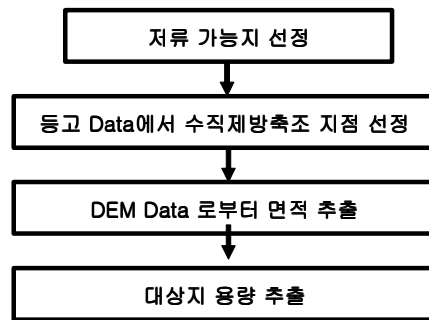 저류 가능지 선정
등고 Data에서 수직제방축조 지점 선정
DEM Data 로부터 면적 추출
대상지 용량 추출